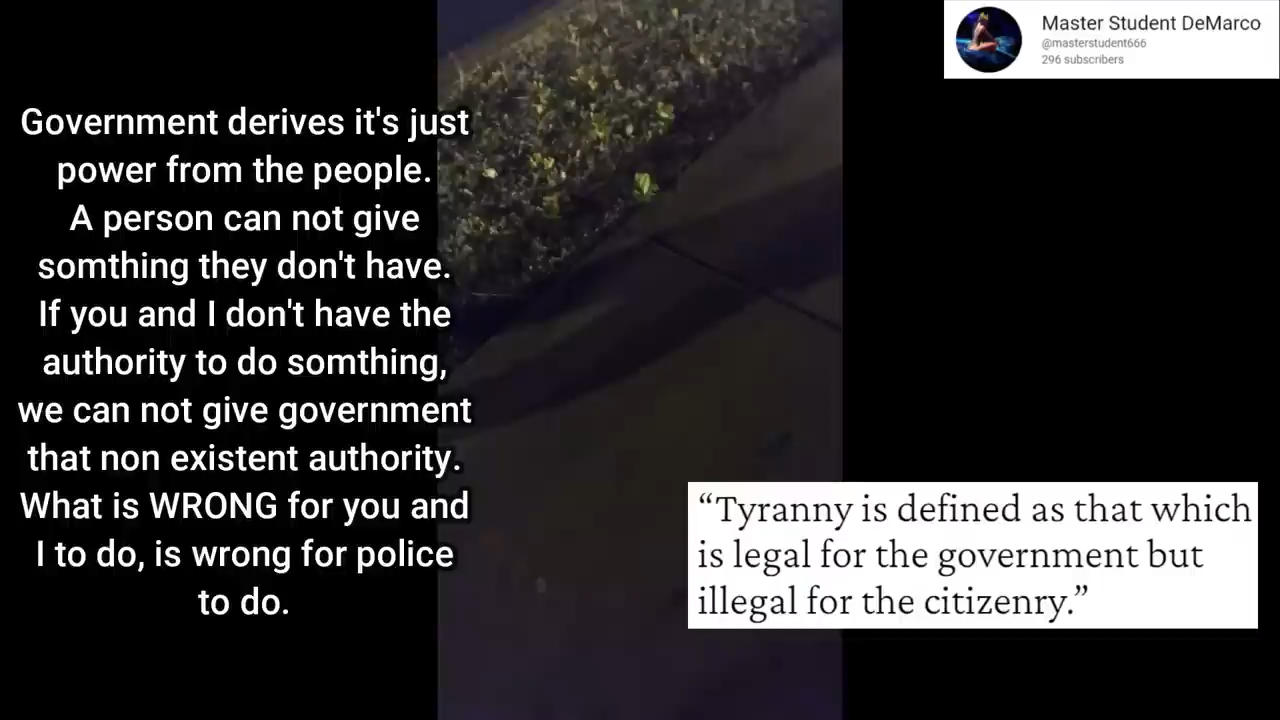 Government derives it's just
power from the people.
A person can not give
somthing they don't have.
If you and I don't have the
authority to do somthing,
we can not give government
that non existent authority.
What is WRONG for you and
I to do, is wrong for police
to do.
Master Student DeMarco
@masterstudent666
296 subscribers
“Tyranny is defined as that which
is legal for the government but
illegal for the citizenry.”